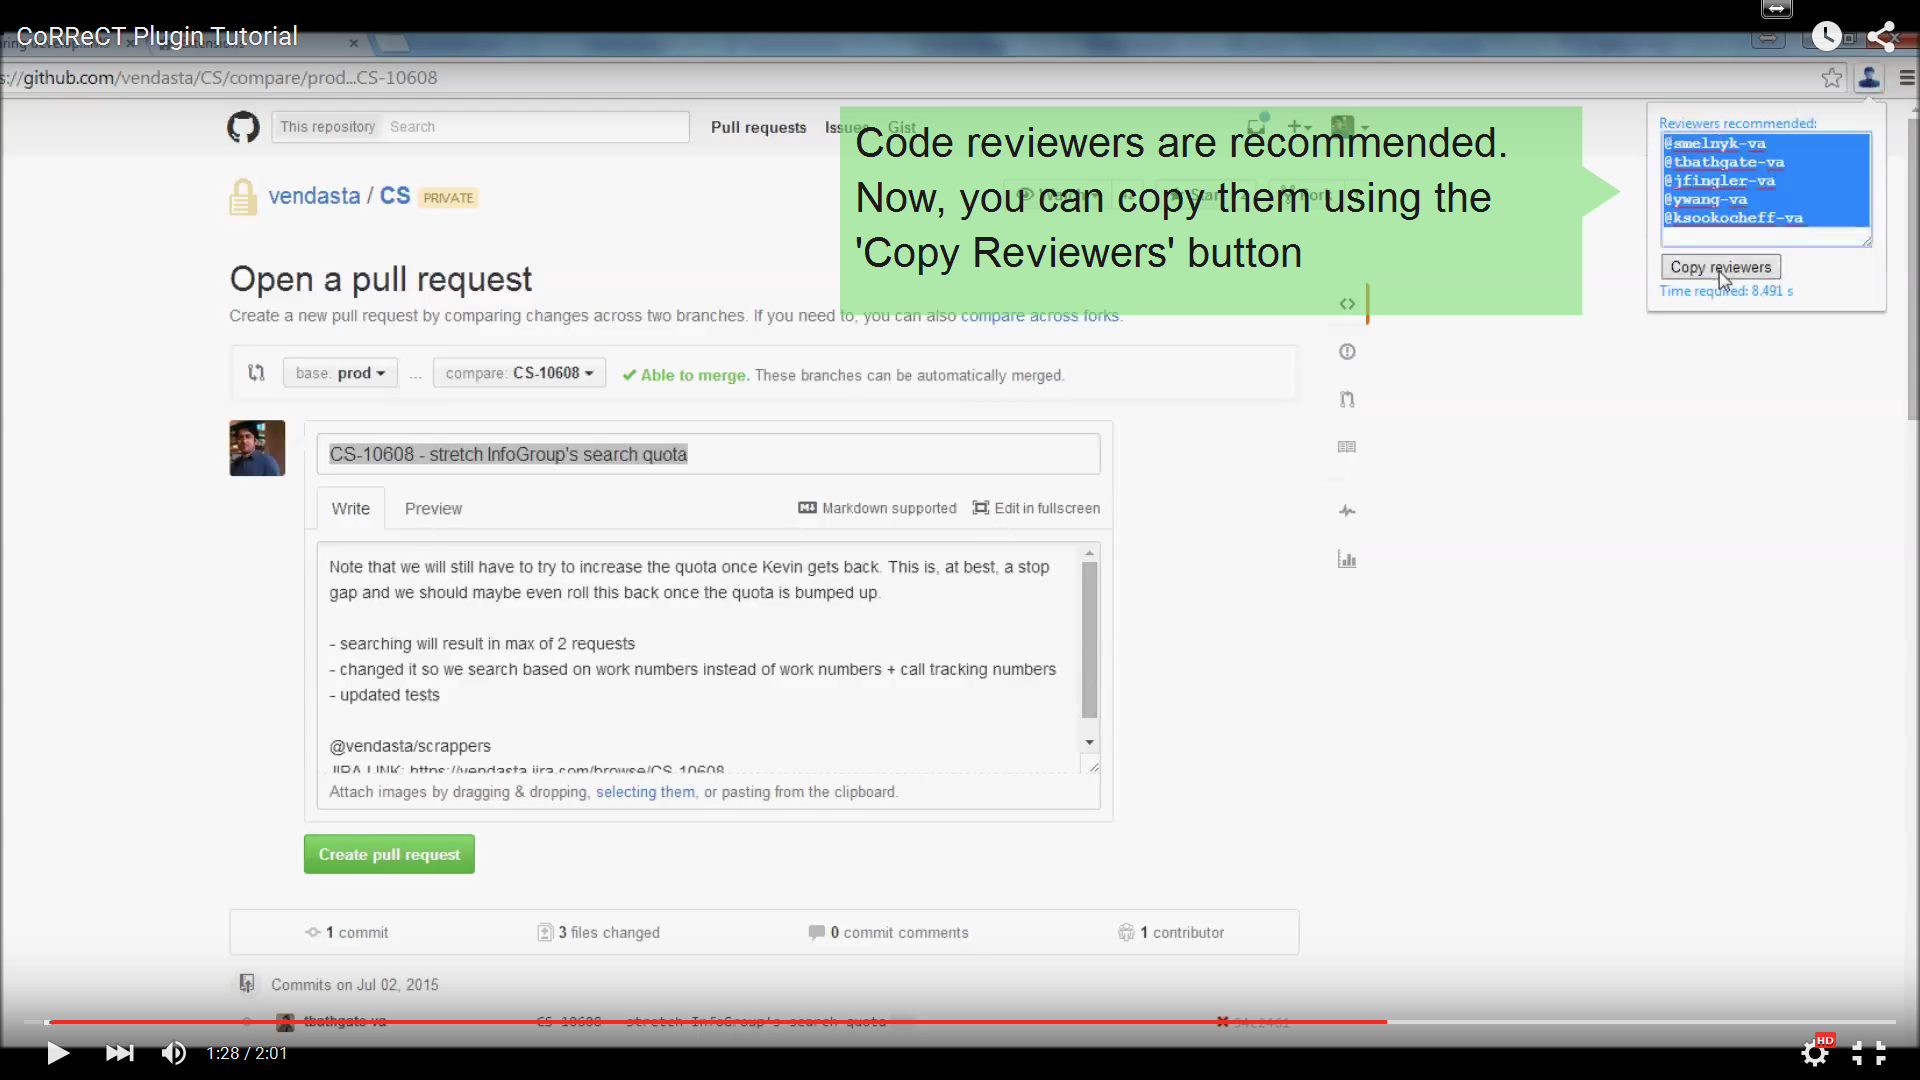 CoRReCT Plugin Tutorial
s://github.com/vendasta/CS/compare/prod...CS-10608
This repository Search
Pull requests Issues Gist
Code reviewers are recommended.
Now, you can copy them using the
'Copy Reviewers' button
Reviewers recommended:
@smelnyk-va
@tbathgate-va
@jfingler-va
@ywang-va
@ksookocheff-va
Copy reviewers
Time required: 8.491 s
vendasta / CS PRIVATE
Open a pull request
Create a new pull request by comparing changes across two branches. If you need to, you can also compare across forks.
base: prod ... compare: CS-10608 Able to merge. These branches can be automatically merged.
CS-10608 - stretch InfoGroup's search quota
Write Preview Markdown supported Edit in fullscreen
Note that we will still have to try to increase the quota once Kevin gets back. This is, at best, a stop
gap and we should maybe even roll this back once the quota is bumped up.
- searching will result in max of 2 requests
- changed it so we search based on work numbers instead of work numbers + call tracking numbers
- updated tests
@vendasta/scrappers
JIRA LINK: https://vendasta.jira.com/browse/CS-10608
Attach images by dragging & dropping, selecting them, or pasting from the clipboard.
Create pull request
1 commit 3 files changed 0 commit comments 1 contributor
Commits on Jul 02, 2015
tbathgate-va CS-10608 - stretch InfoGroup's search quota
1:28 / 2:01
HD